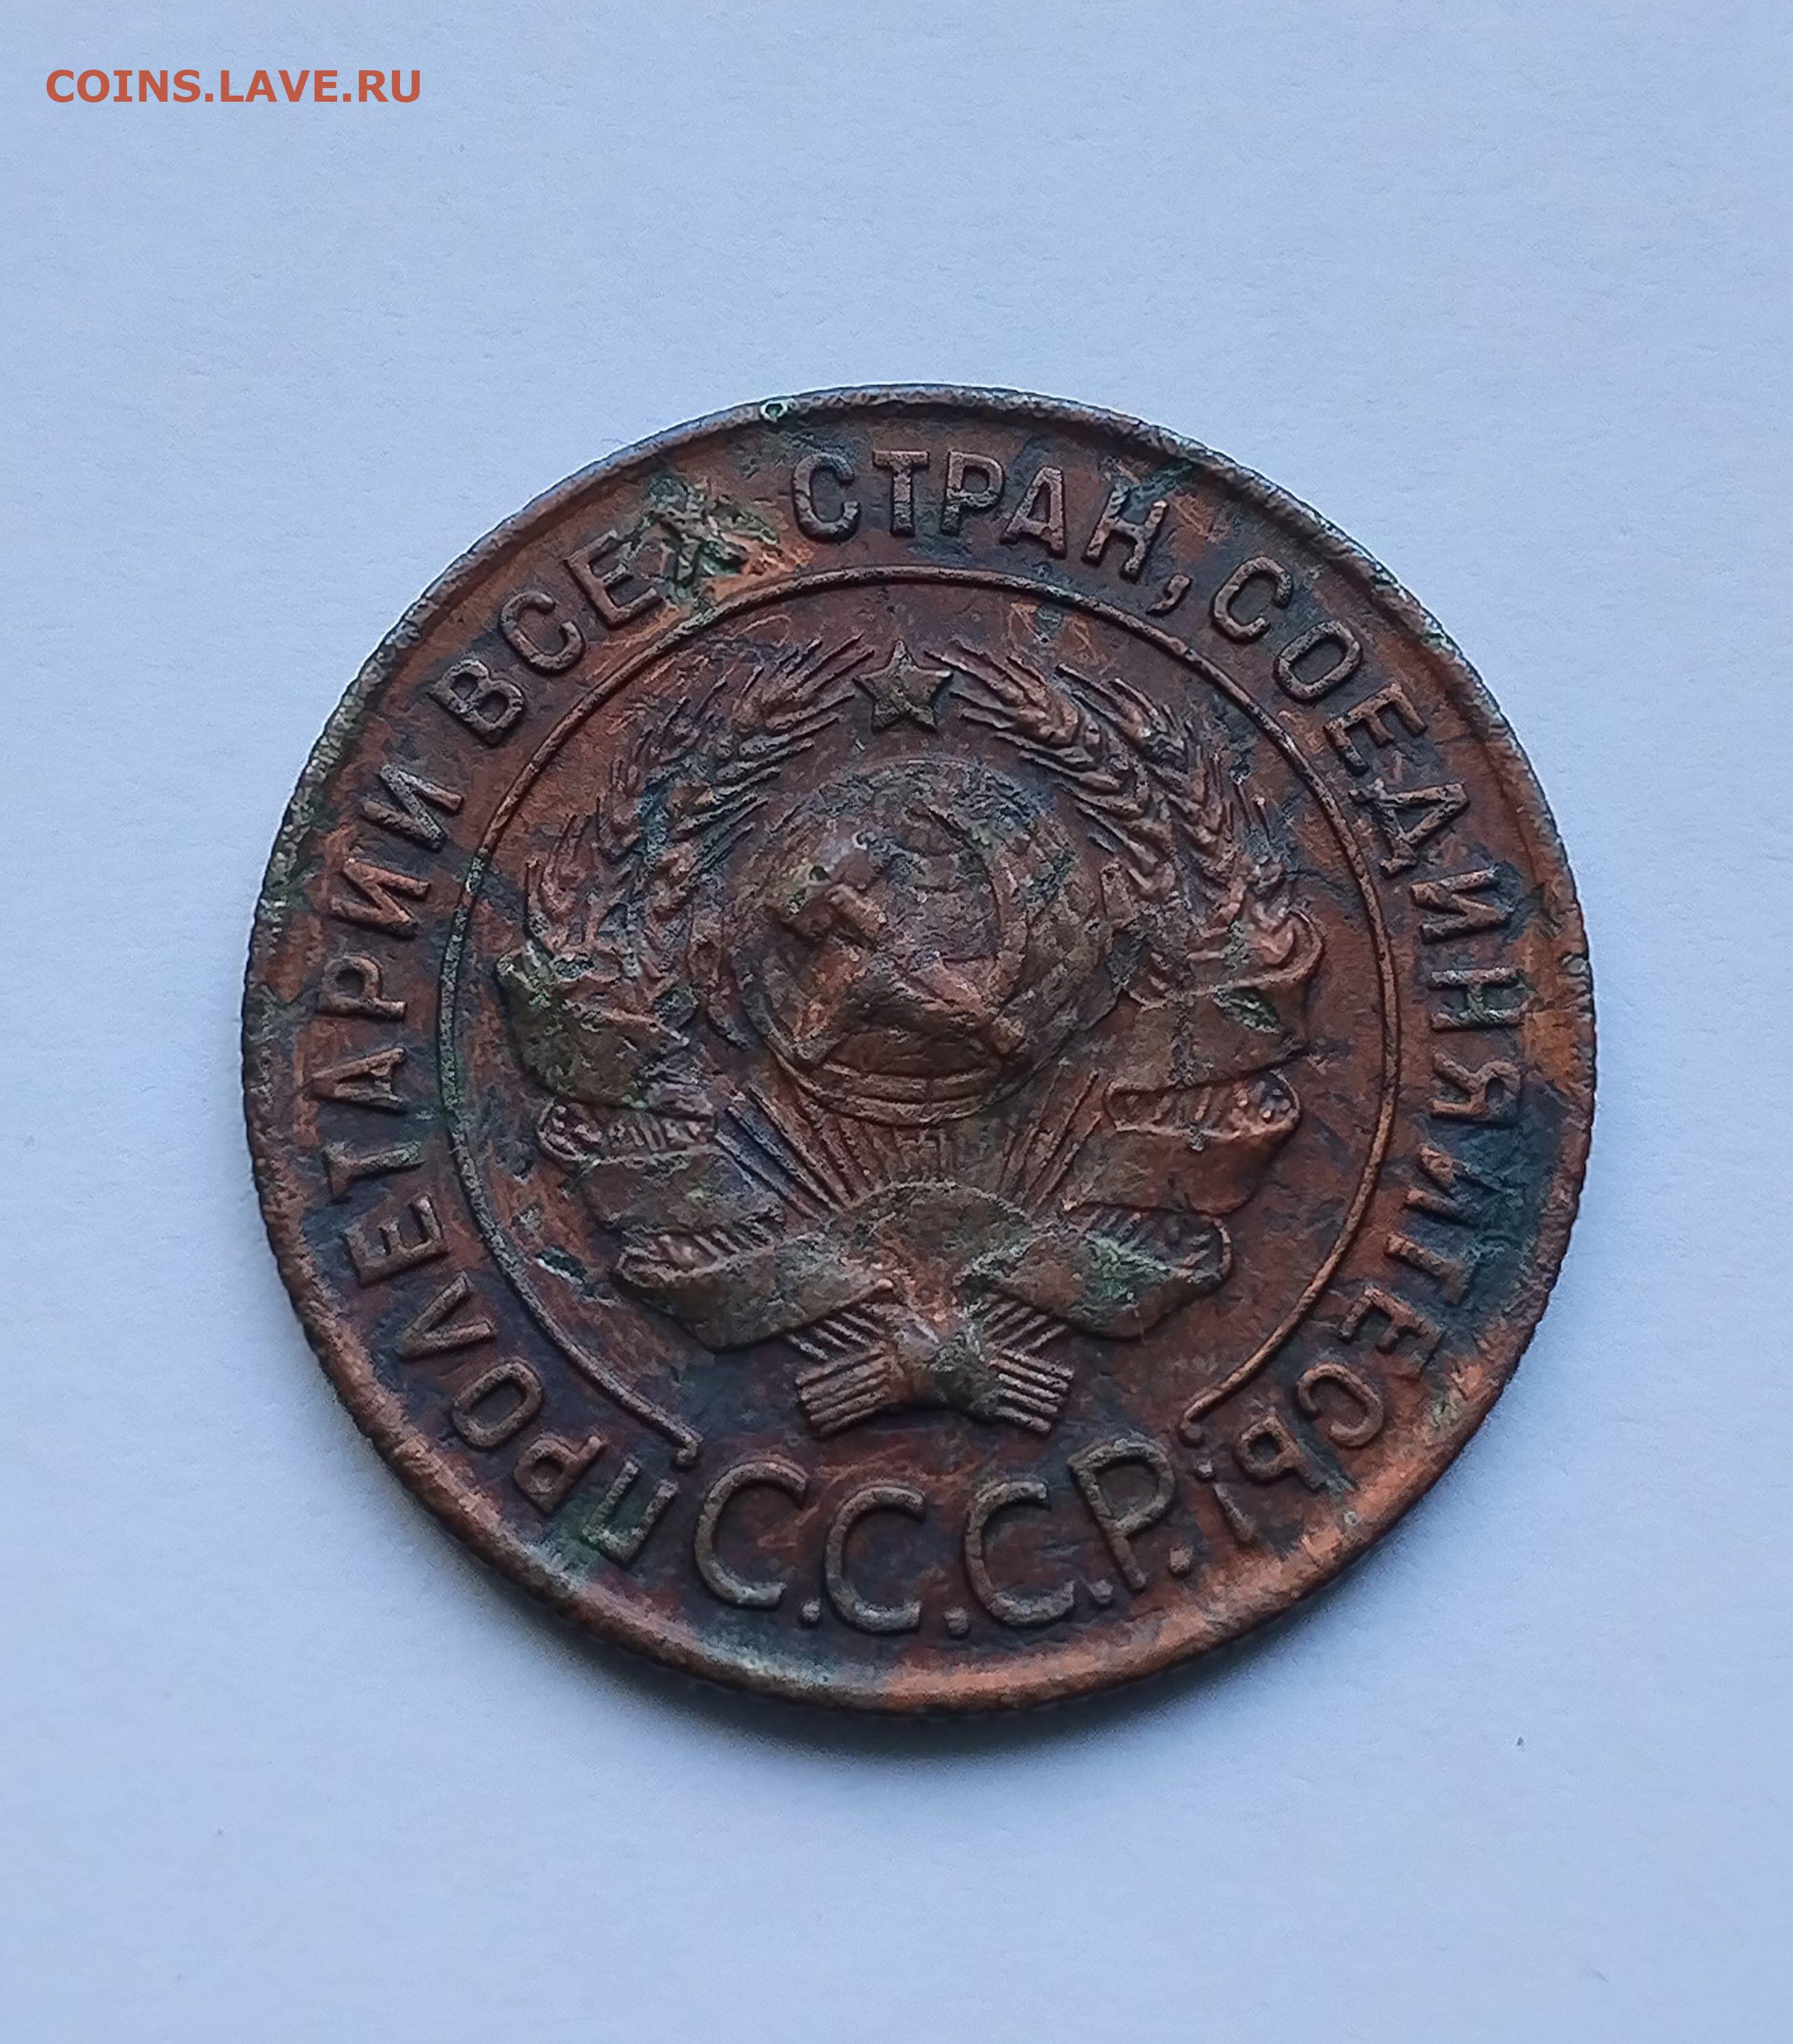 COINS.LAVE.RU
ПРОЛЕТАРИИ ВСЕХ СТРАН, СОЕДИНЯЙТЕСЬ!
С.С.С.Р.